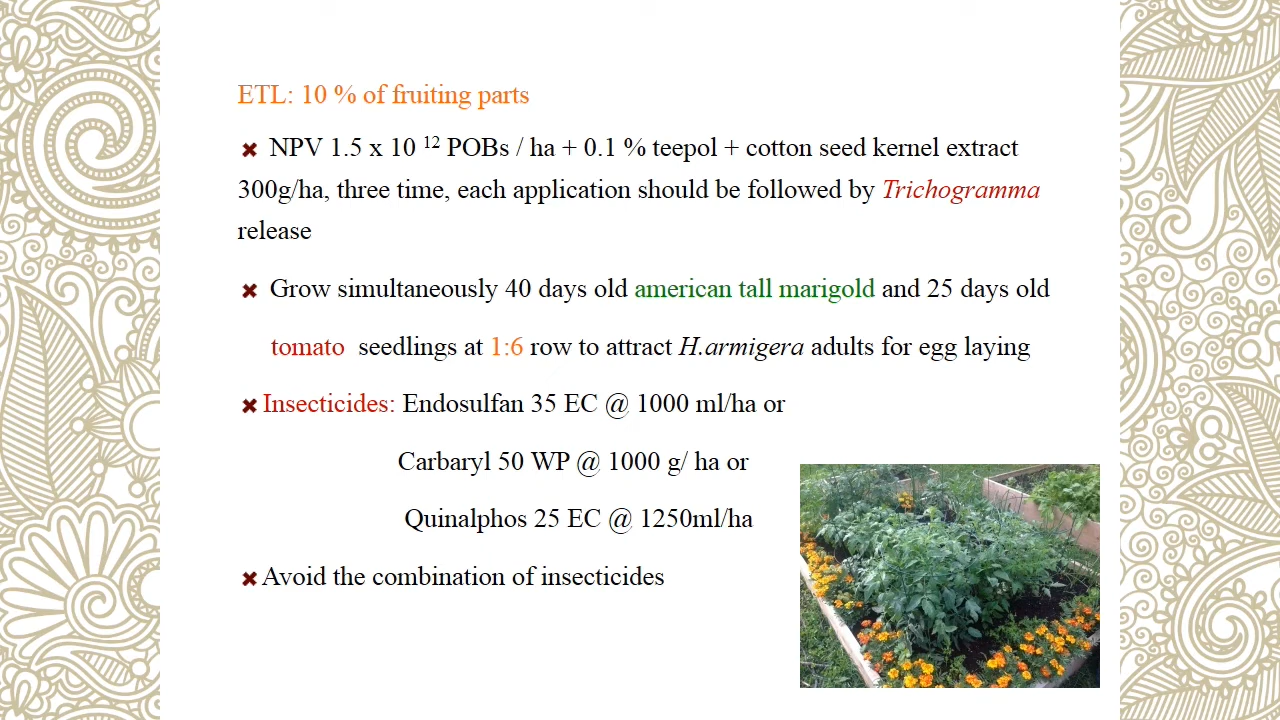 ETL: 10 % of fruiting parts
✖ NPV 1.5 x 10 ¹² POBs / ha + 0.1 % teepol + cotton seed kernel extract
300g/ha, three time, each application should be followed by Trichogramma
release
✖ Grow simultaneously 40 days old american tall marigold and 25 days old
tomato seedlings at 1:6 row to attract H.armigera adults for egg laying
✖ Insecticides: Endosulfan 35 EC @ 1000 ml/ha or
Carbaryl 50 WP @ 1000 g/ ha or
Quinalphos 25 EC @ 1250ml/ha
✖ Avoid the combination of insecticides